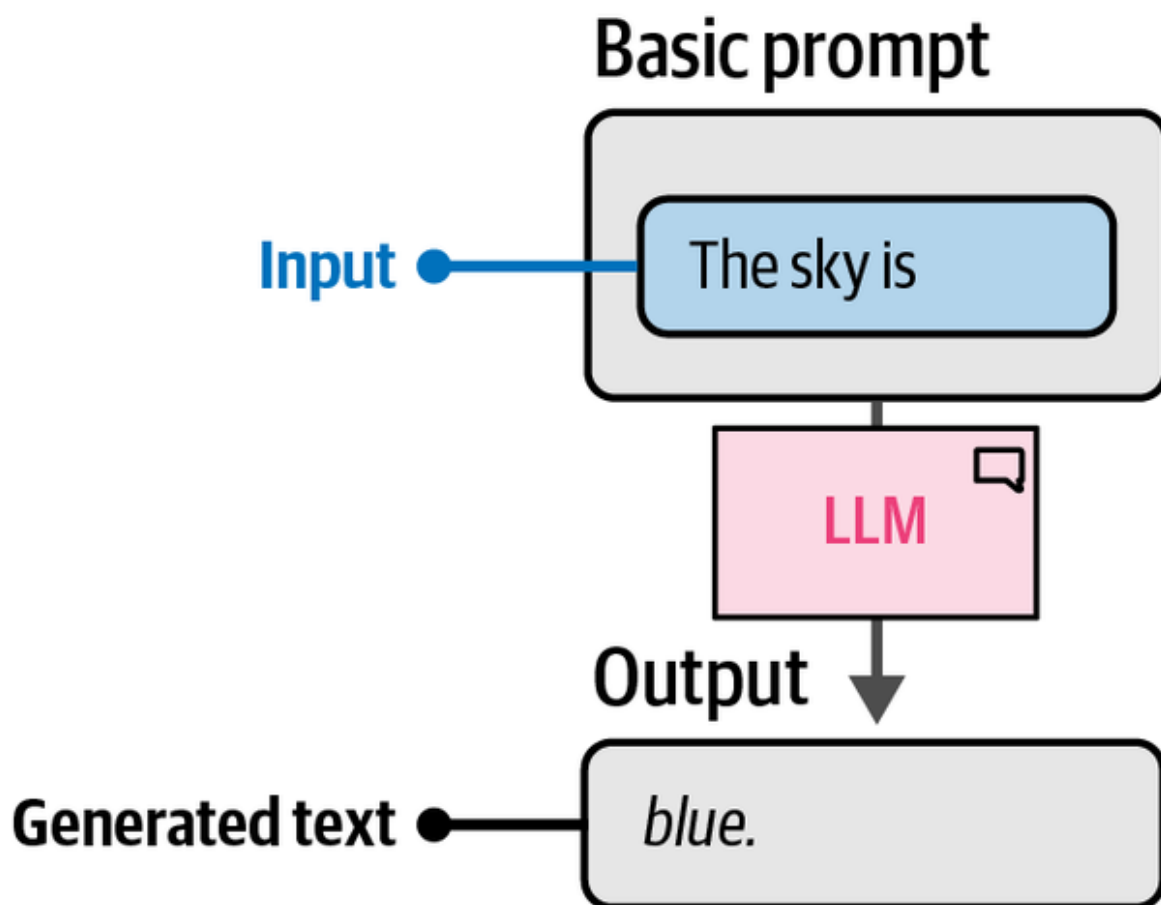 Basic prompt
Input
The sky is
LLM
Output
Generated text
blue.